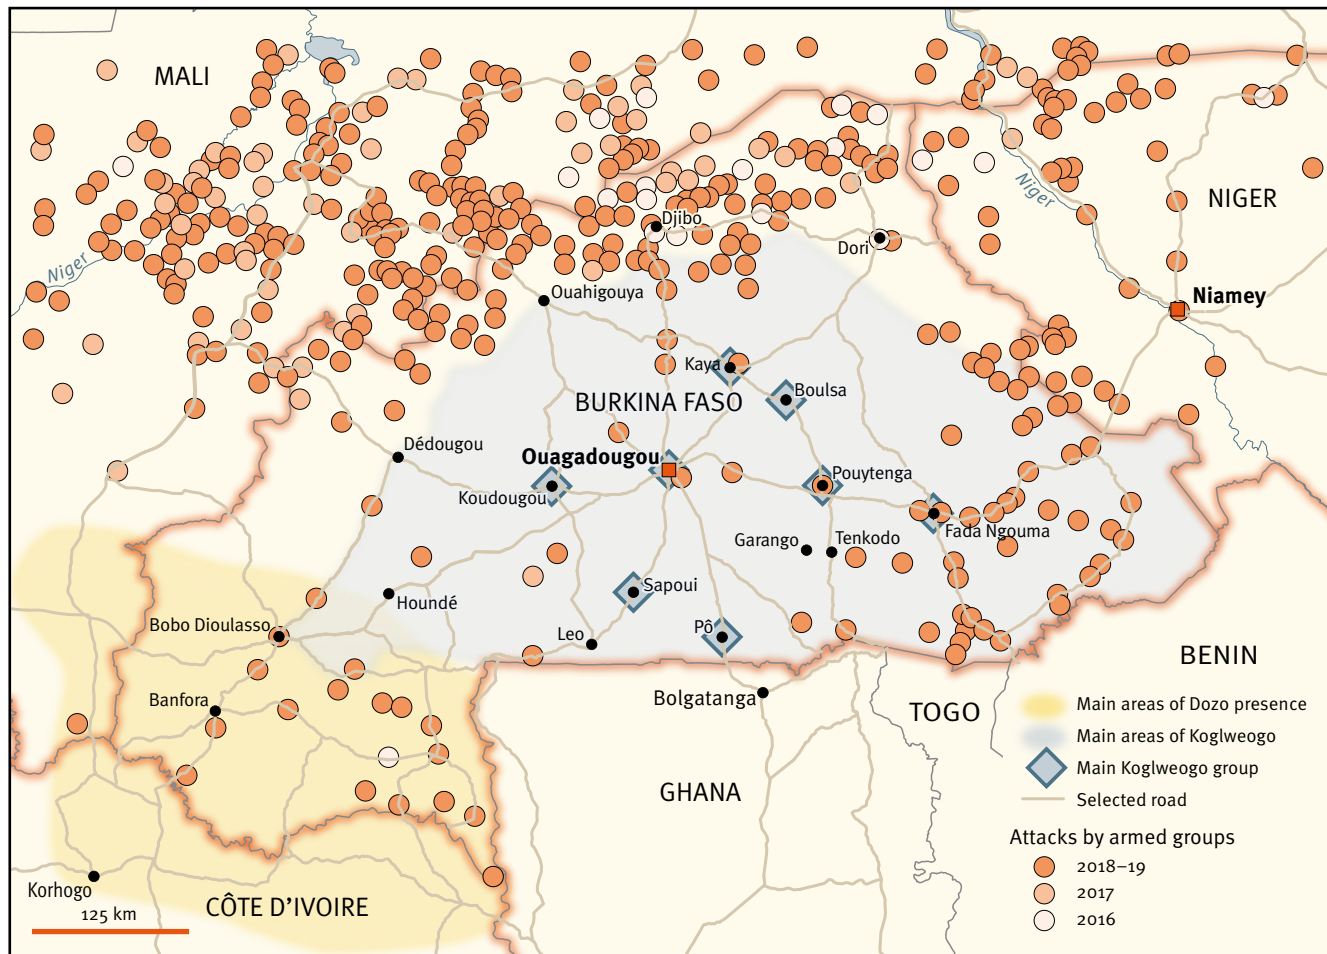 MALI
Niger
NIGER
Djibo
Dori
Niger
Ouahigouya
Niamey
Kaya
Boulsa
BURKINA FASO
Dédougou
Ouagadougou
Koudougou
Pouytenga
Fada Ngouma
Garango
Tenkodo
Sapoui
Houndé
Bobo Dioulasso
Leo
Pô
BENIN
Banfora
Bolgatanga
TOGO
GHANA
Korhogo
CÔTE D'IVOIRE
125 km
Main areas of Dozo presence
Main areas of Koglweogo
Main Koglweogo group
Selected road
Attacks by armed groups
2018–19
2017
2016